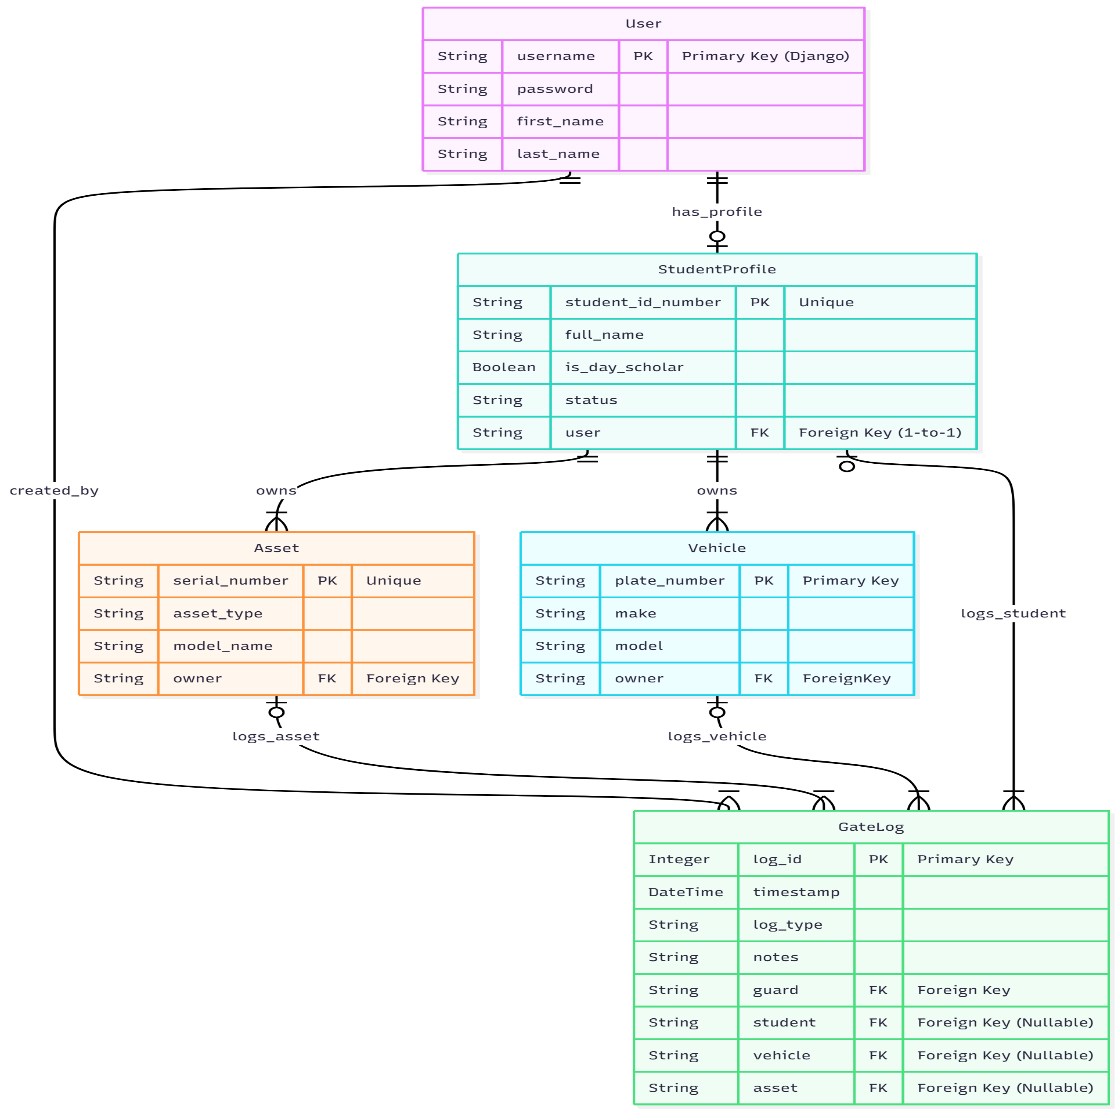 User
String username PK Primary Key (Django)
String password
String first_name
String last_name
has_profile
StudentProfile
String student_id_number PK Unique
String full_name
Boolean is_day_scholar
String status
String user FK Foreign Key (1-to-1)
created_by
owns
owns
Asset
String serial_number PK Unique
String asset_type
String model_name
String owner FK Foreign Key
Vehicle
String plate_number PK Primary Key
String make
String model
String owner FK ForeignKey
logs_student
logs_asset
logs_vehicle
GateLog
Integer log_id PK Primary Key
DateTime timestamp
String log_type
String notes
String guard FK Foreign Key
String student FK Foreign Key (Nullable)
String vehicle FK Foreign Key (Nullable)
String asset FK Foreign Key (Nullable)